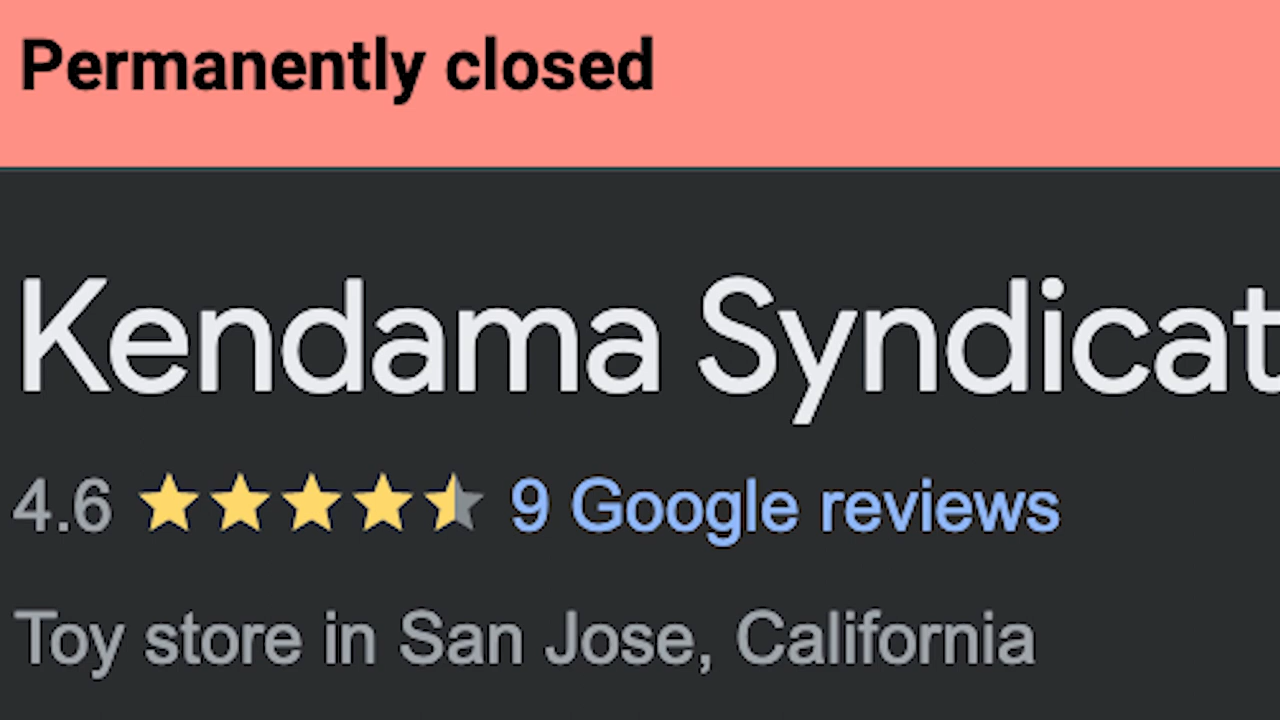 Permanently closed
Kendama Syndicat
4.6 9 Google reviews
Toy store in San Jose, California